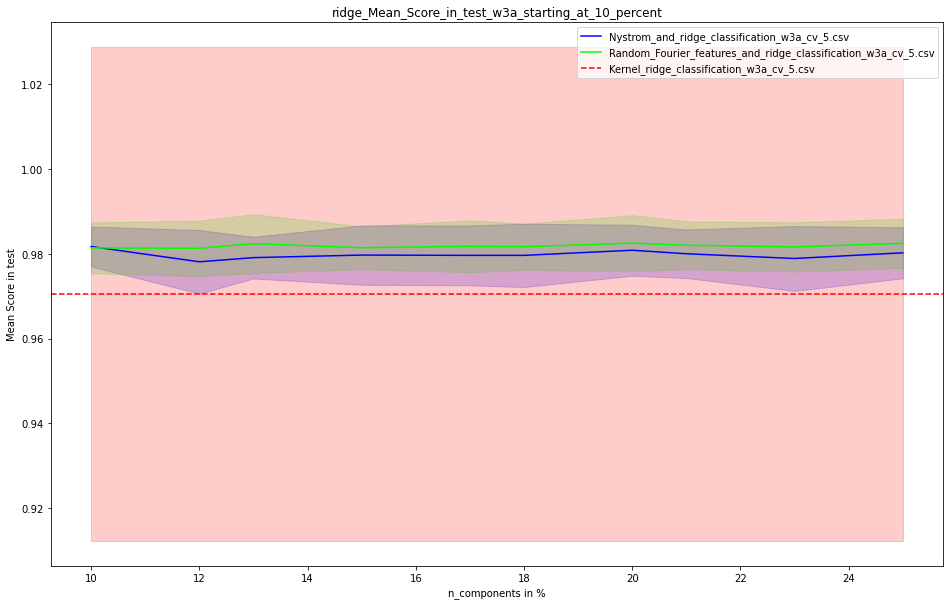 ridge_Mean_Score_in_test_w3a_starting_at_10_percent
Nystrom_and_ridge_classification_w3a_cv_5.csv
Random_Fourier_features_and_ridge_classification_w3a_cv_5.csv
Kernel_ridge_classification_w3a_cv_5.csv
Mean Score in test
1.02
1.00
0.98
0.96
0.94
0.92
10 12 14 16 18 20 22 24
n_components in %